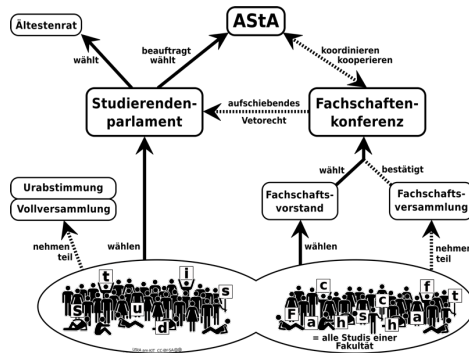 AStA
Ältestenrat
beauftragt
wählt
koordinieren
kooperieren
wählt
Studierenden-
parlament
aufschiebendes
Vetorecht
Fachschaften-
konferenz
wählt
bestätigt
Urabstimmung
Vollversammlung
Fachschafts-
vorstand
Fachschafts-
versammlung
nehmen
teil
wählen
wählen
nehmen
teil
S t u d i s
F a c h s c h a f t
= alle Studis einer
Fakultät